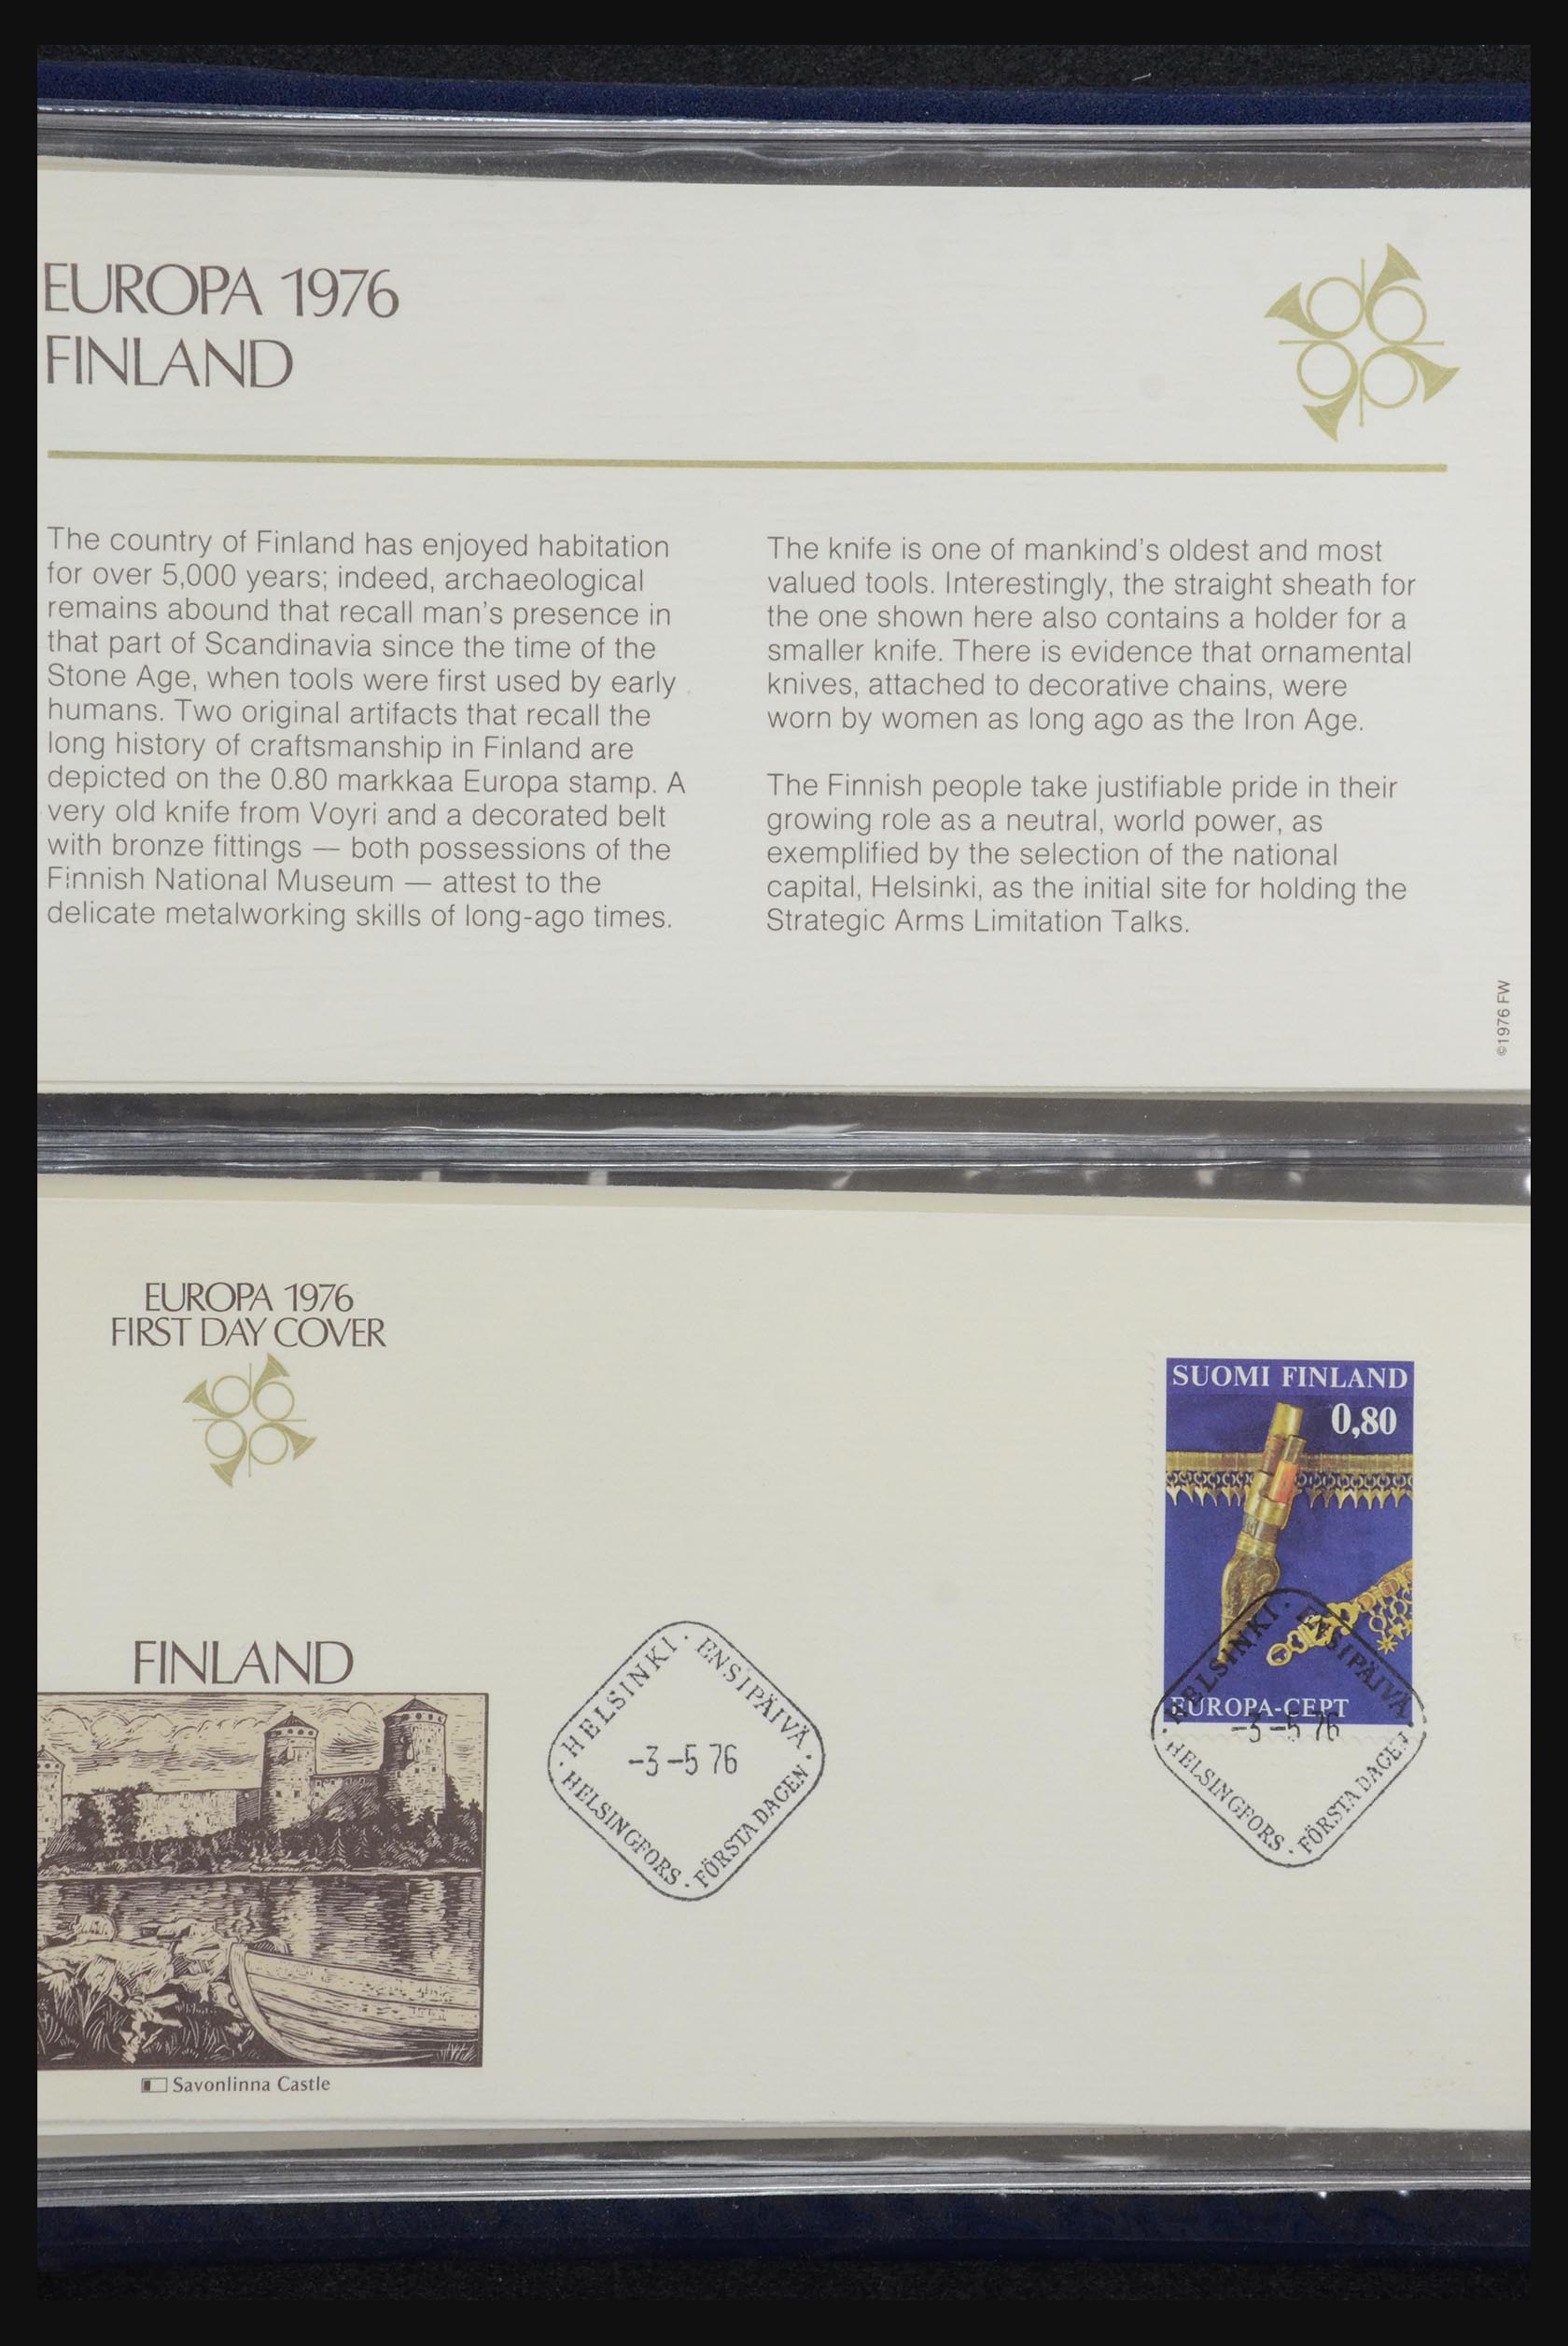 EUROPA 1976
FINLAND
The country of Finland has enjoyed habitation
for over 5,000 years; indeed, archaeological
remains abound that recall man's presence in
that part of Scandinavia since the time of the
Stone Age, when tools were first used by early
humans. Two original artifacts that recall the
long history of craftsmanship in Finland are
depicted on the 0.80 markkaa Europa stamp. A
very old knife from Voyri and a decorated belt
with bronze fittings — both possessions of the
Finnish National Museum — attest to the
delicate metalworking skills of long-ago times.
The knife is one of mankind's oldest and most
valued tools. Interestingly, the straight sheath for
the one shown here also contains a holder for a
smaller knife. There is evidence that ornamental
knives, attached to decorative chains, were
worn by women as long ago as the Iron Age.
The Finnish people take justifiable pride in their
growing role as a neutral, world power, as
exemplified by the selection of the national
capital, Helsinki, as the initial site for holding the
Strategic Arms Limitation Talks.
©1976 FW
EUROPA 1976
FIRST DAY COVER
FINLAND
Savonlinna Castle
HELSINKI · ENSIPÄIVÄ ·
-3 -5 76
· HELSINGFORS · FÖRSTA DAGEN
SUOMI FINLAND
0,80
EUROPA-CEPT
HELSINKI · ENSIPÄIVÄ
-3 -5 76
· HELSINGFORS · FÖRSTA DAGEN